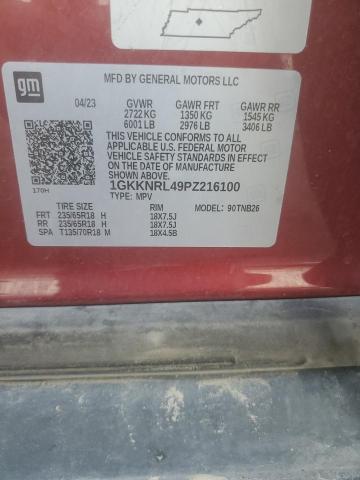 gm
MFD BY GENERAL MOTORS LLC
04/23 GVWR GAWR FRT GAWR RR
2722 KG 1350 KG 1545 KG
6001 LB 2976 LB 3406 LB
THIS VEHICLE CONFORMS TO ALL
APPLICABLE U.S. FEDERAL MOTOR
VEHICLE SAFETY STANDARDS IN EFFECT
ON THE DATE OF MANUFACTURE
SHOWN ABOVE.
170H
1GKKNRL49PZ216100
TYPE: MPV
TIRE SIZE RIM MODEL: 90TNB26
FRT 235/65R18 H 18X7.5J
RR 235/65R18 H 18X7.5J
SPA T135/70R18 M 18X4.5B